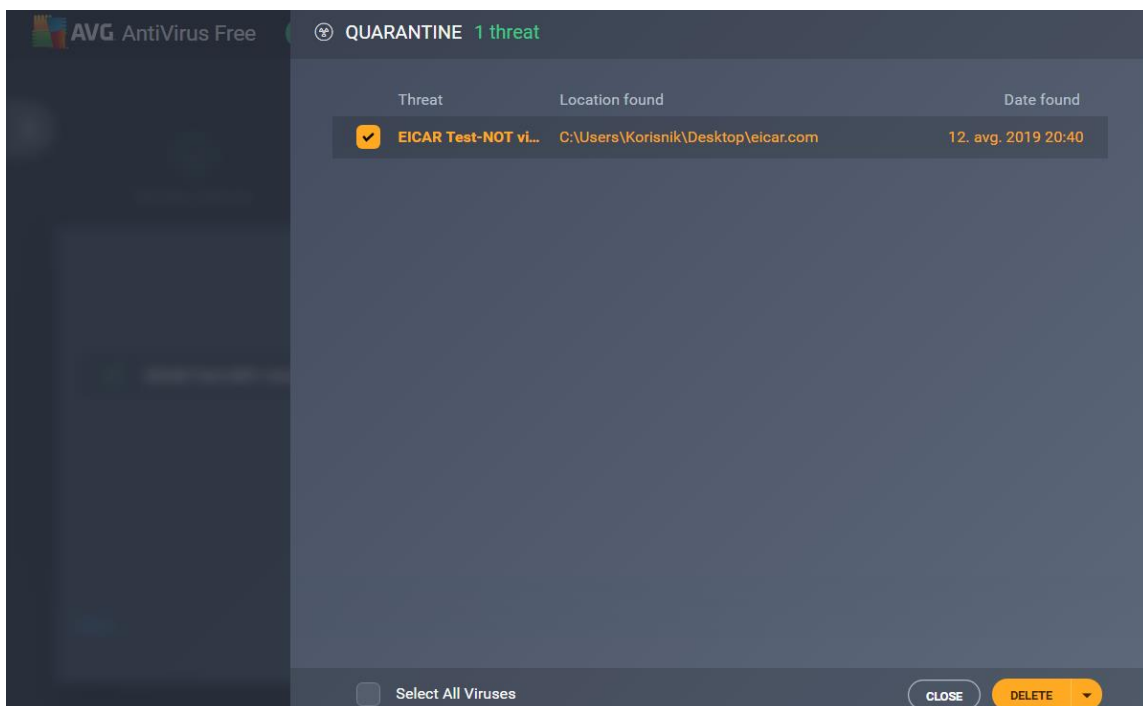 AVG AntiVirus Free
QUARANTINE 1 threat
Threat Location found Date found
EICAR Test-NOT vi... C:\Users\Korisnik\Desktop\eicar.com 12. avg. 2019 20:40
Select All Viruses CLOSE DELETE